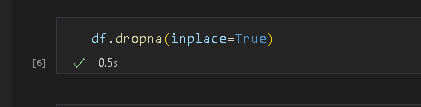 df.dropna(inplace=True)
[6] ✓ 0.5s